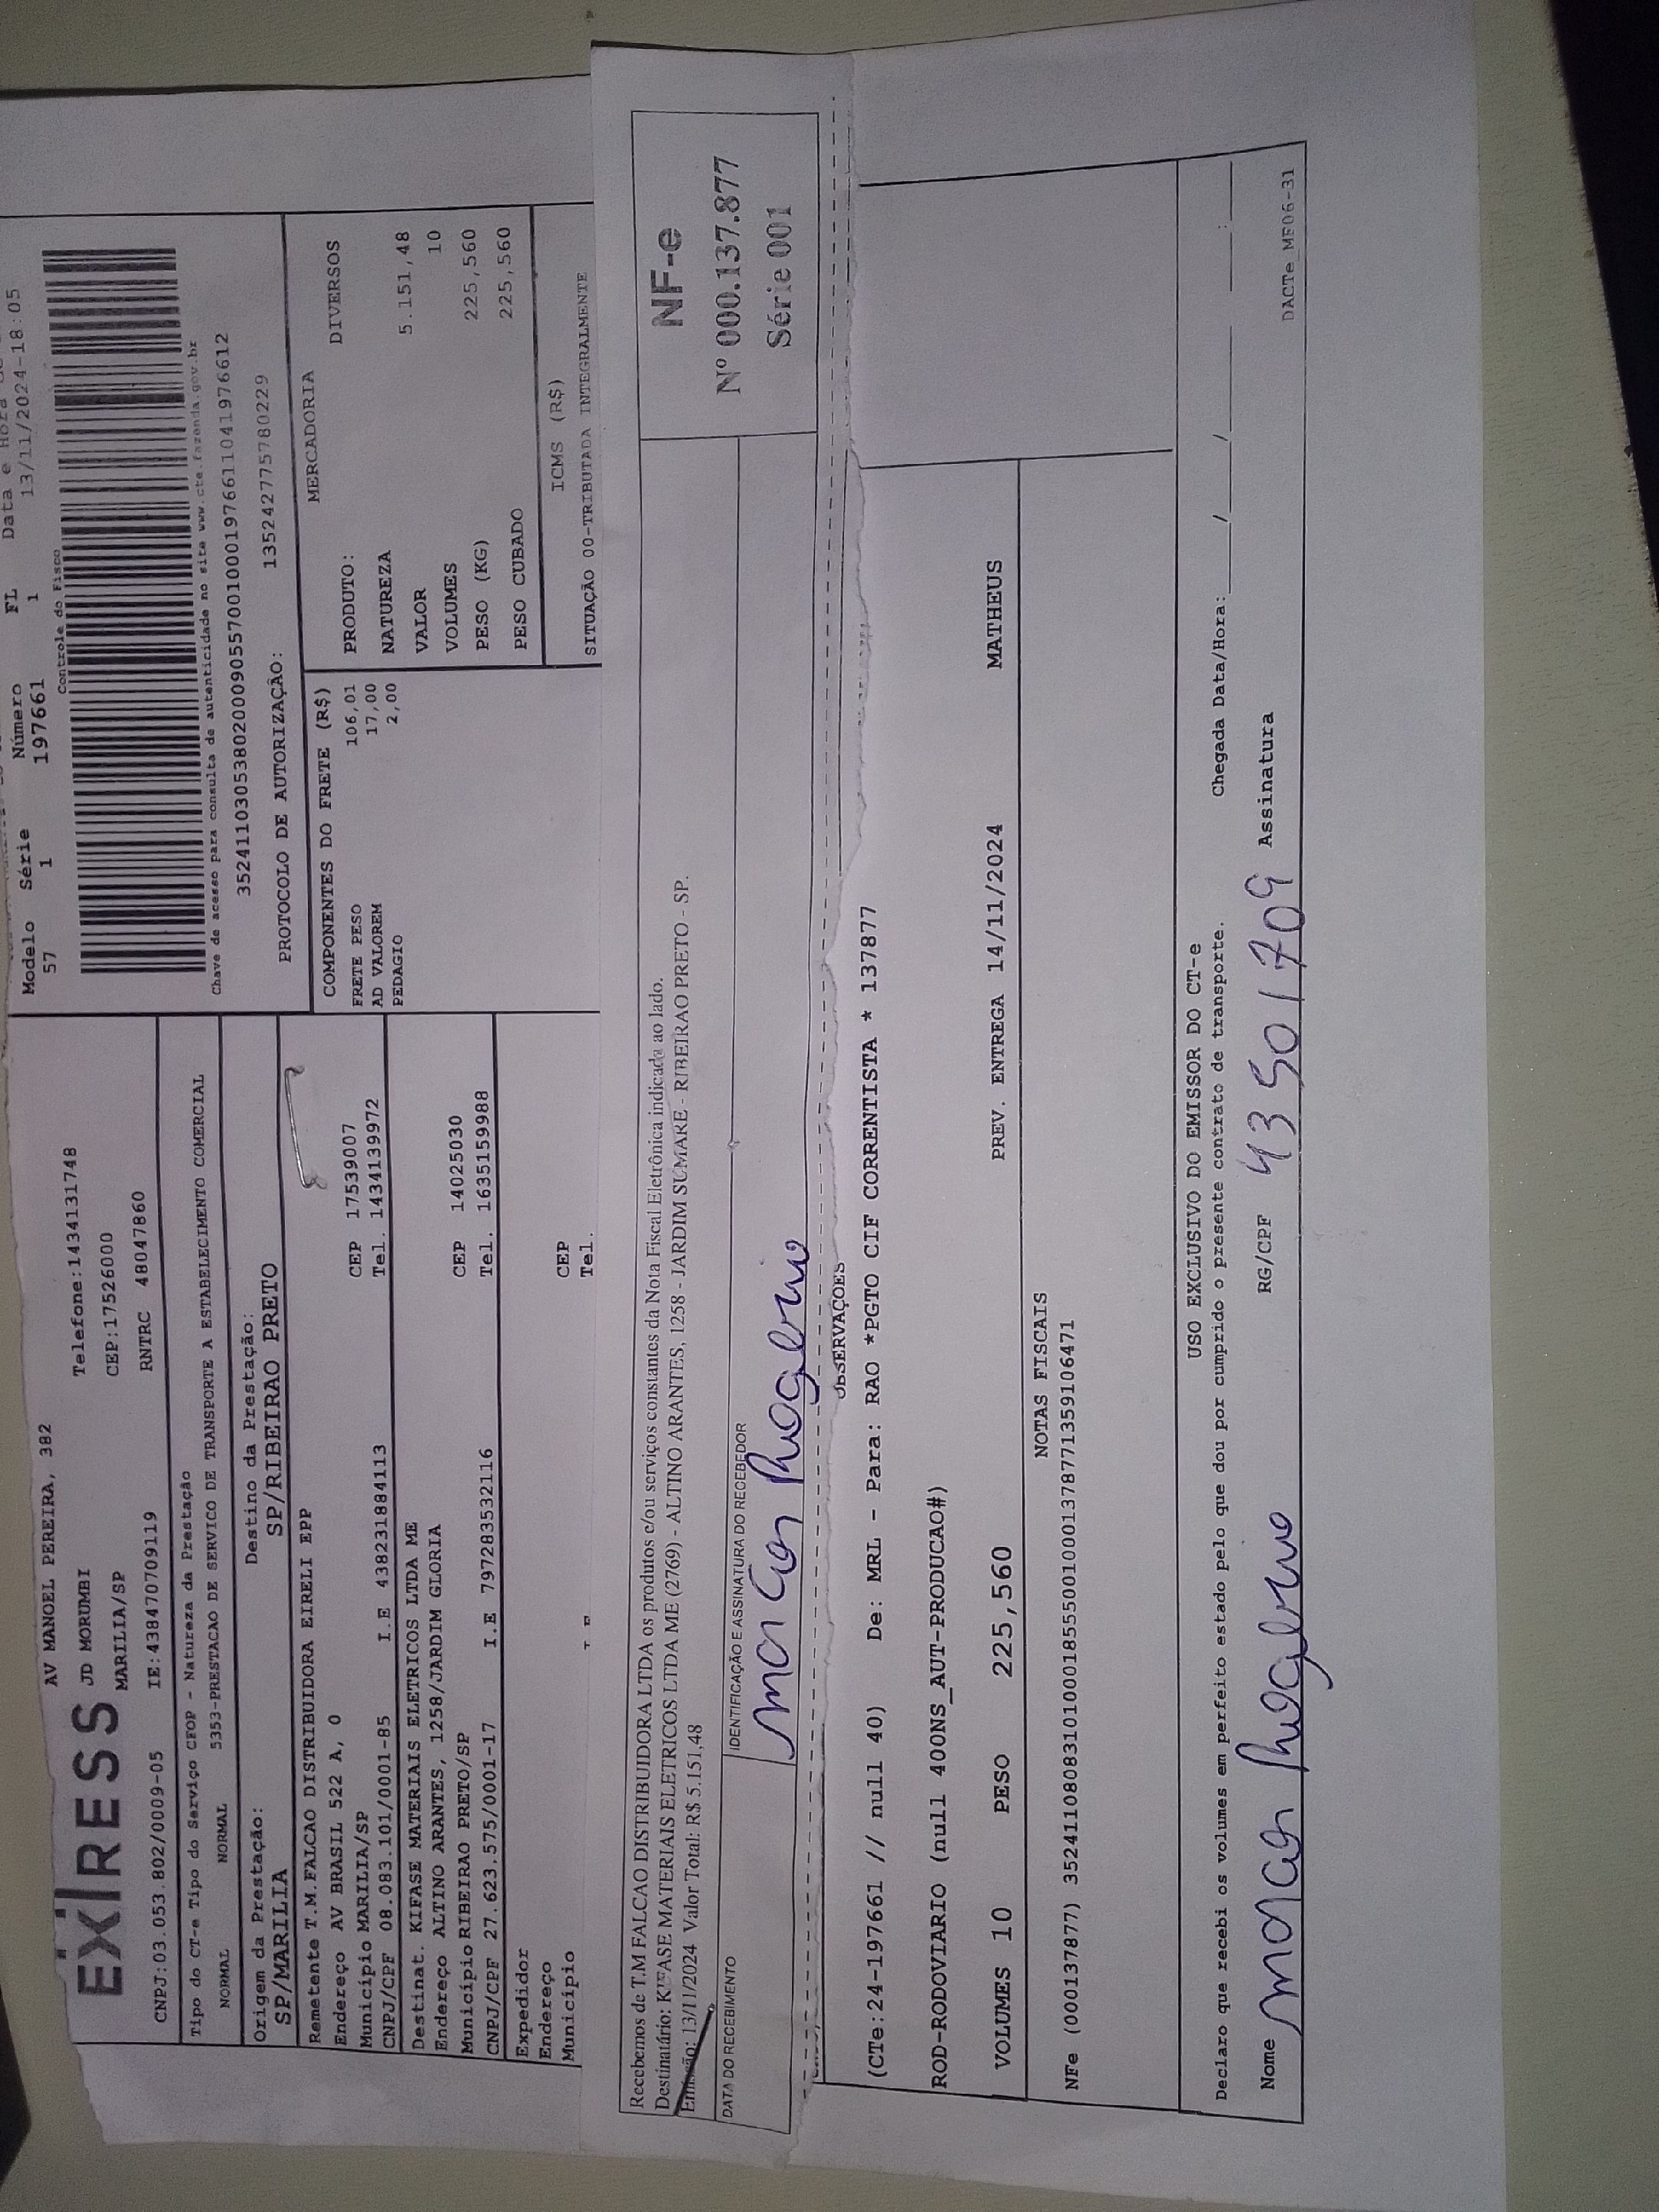 Data e Hora
Modelo Série Número FL
57 1 197661 1 13/11/2024-18:05
Controle do Fisco
Chave de acesso para consulta de autenticidade no site www.cte.fazenda.gov.br
35241103053802000905570010001976611041976612
PROTOCOLO DE AUTORIZAÇÃO: 135242775780229
EXPRESS
AV MANOEL PEREIRA, 382
JD MORUMBI Telefone:1434131748
MARILIA/SP CEP:17526000
CNPJ:03.053.802/0009-05 IE:438470709119 RNTRC 48047860
Tipo do CT-e Tipo do Serviço CFOP - Natureza da Prestação
NORMAL NORMAL 5353-PRESTACAO DE SERVICO DE TRANSPORTE A ESTABELECIMENTO COMERCIAL
Origem da Prestação: Destino da Prestação:
SP/MARILIA SP/RIBEIRAO PRETO
Remetente T.M.FALCAO DISTRIBUIDORA EIRELI EPP
Endereço AV BRASIL 522 A, 0 CEP 17539007
Município MARILIA/SP Tel. 1434139972
CNPJ/CPF 08.083.101/0001-85 I.E 438231884113
Destinat. KIFASE MATERIAIS ELETRICOS LTDA ME
Endereço ALTINO ARANTES, 1258/JARDIM GLORIA CEP 14025030
Município RIBEIRAO PRETO/SP Tel. 1635159988
CNPJ/CPF 27.623.575/0001-17 I.E 797283532116
Expedidor
Endereço CEP
Município Tel.
COMPONENTES DO FRETE (R$)
FRETE PESO 106,01
AD VALOREM 17,00
PEDAGIO 2,00
MERCADORIA
PRODUTO: DIVERSOS
NATUREZA
VALOR 5.151,48
VOLUMES 10
PESO (KG) 225,560
PESO CUBADO 225,560
ICMS (R$)
SITUAÇÃO 00-TRIBUTADA INTEGRALMENTE
Recebemos de T.M FALCAO DISTRIBUIDORA LTDA os produtos e/ou serviços constantes da Nota Fiscal Eletrônica indicada ao lado.
Destinatário: KIFASE MATERIAIS ELETRICOS LTDA ME (2769) - ALTINO ARANTES, 1258 - JARDIM SUMARE - RIBEIRAO PRETO - SP.
Emissão: 13/11/2024 Valor Total: R$ 5.151,48
DATA DO RECEBIMENTO
IDENTIFICAÇÃO E ASSINATURA DO RECEBEDOR
NF-e
Nº 000.137.877
Série 001
OBSERVAÇÕES
(CTe:24-197661 // null 40) De: MRL - Para: RAO *PGTO CIF CORRENTISTA * 137877
ROD-RODOVIARIO (null 400NS_AUT-PRODUCAO#)
VOLUMES 10 PESO 225,560 PREV. ENTREGA 14/11/2024 MATHEUS
NOTAS FISCAIS
NFe (000137877) 35241108083101000185550010001378771359106471
USO EXCLUSIVO DO EMISSOR DO CT-e
Declaro que recebi os volumes em perfeito estado pelo que dou por cumprido o presente contrato de transporte. Chegada Data/Hora:____/____/____ ____:____
Nome RG/CPF 43501709 Assinatura
DACTe_MF06-31